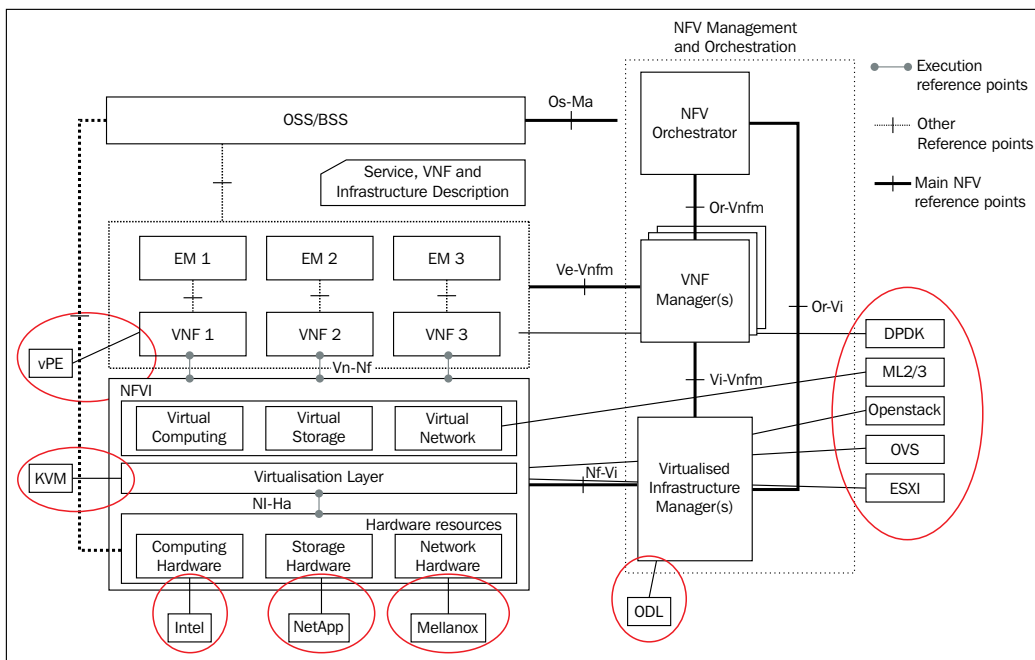 NFV Management
and Orchestration
Execution
reference points
Os-Ma
OSS/BSS
NFV
Orchestrator
Other
Reference points
Service, VNF and
Infrastructure Description
Main NFV
reference points
Or-Vnfm
EM 1
EM 2
EM 3
Ve-Vnfm
VNF
Manager(s)
Or-Vi
VNF 1
VNF 2
VNF 3
DPDK
vPE
Vn-Nf
ML2/3
NFVI
Vi-Vnfm
Virtual
Computing
Virtual
Storage
Virtual
Network
Openstack
OVS
KVM
Virtualisation Layer
Nf-Vi
Virtualised
Infrastructure
Manager(s)
ESXI
NI-Ha
Hardware resources
Computing
Hardware
Storage
Hardware
Network
Hardware
Intel
NetApp
Mellanox
ODL